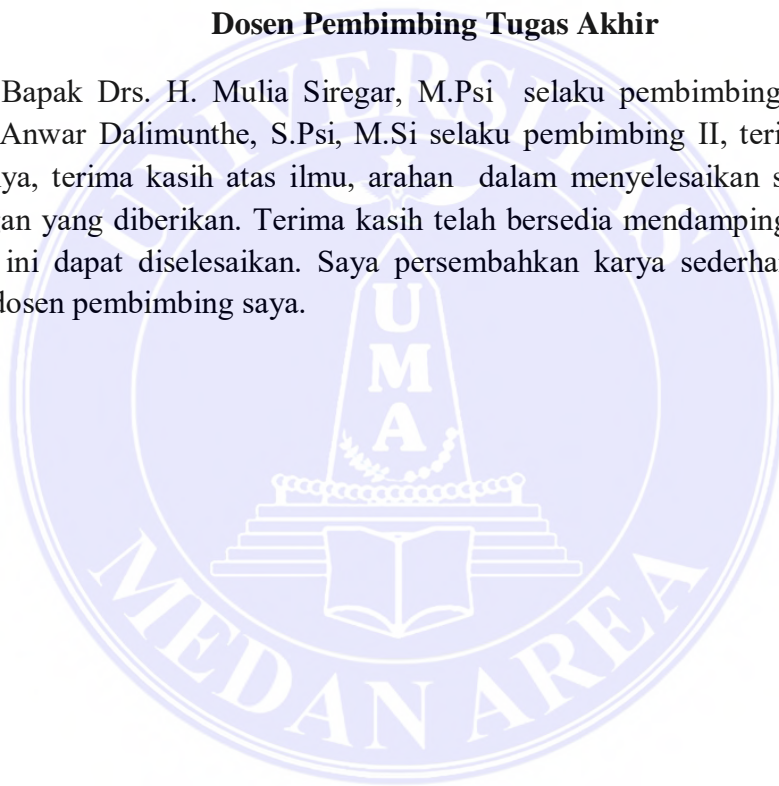 Dosen Pembimbing Tugas Akhir
Bapak Drs. H. Mulia Siregar, M.Psi selaku pembimbing
Anwar Dalimunthe, S.Psi, M.Si selaku pembimbing II, teri
ya, terima kasih atas ilmu, arahan dalam menyelesaikan s
gan yang diberikan. Terima kasih telah bersedia mendamping
ini dapat diselesaikan. Saya persembahkan karya sederha
dosen pembimbing saya.
UNIVERSITAS
UMA
MEDAN AREA